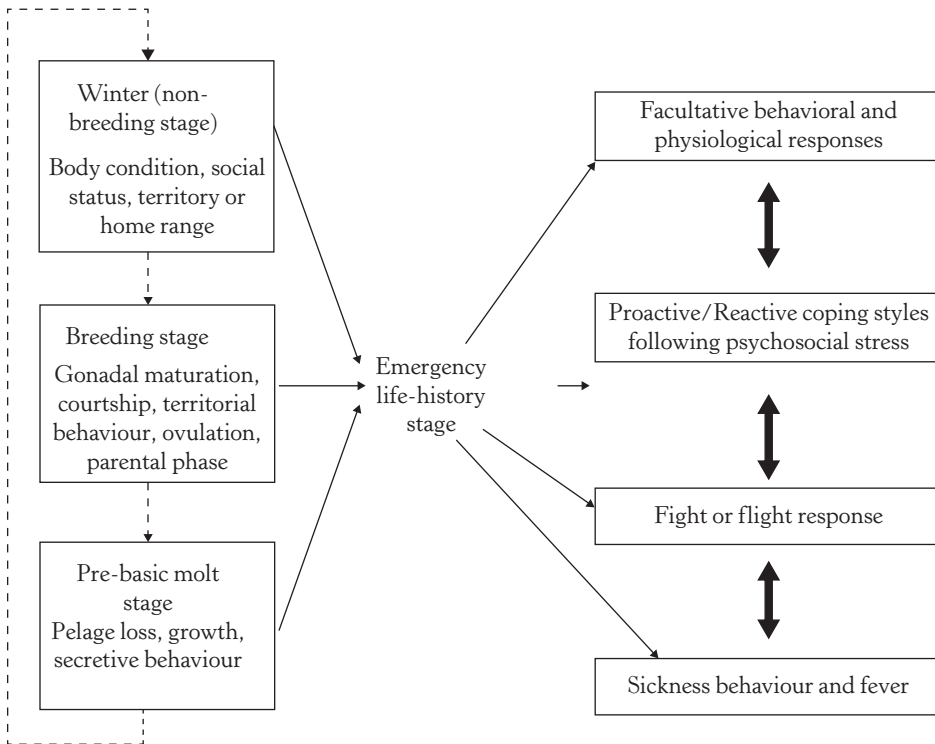 Winter (non-
breeding stage)
Body condition, social
status, territory or
home range
Breeding stage
Gonadal maturation,
courtship, territorial
behaviour, ovulation,
parental phase
Pre-basic molt
stage
Pelage loss, growth,
secretive behaviour
Emergency
life-history
stage
Facultative behavioral and
physiological responses
Proactive/Reactive coping styles
following psychosocial stress
Fight or flight response
Sickness behaviour and fever